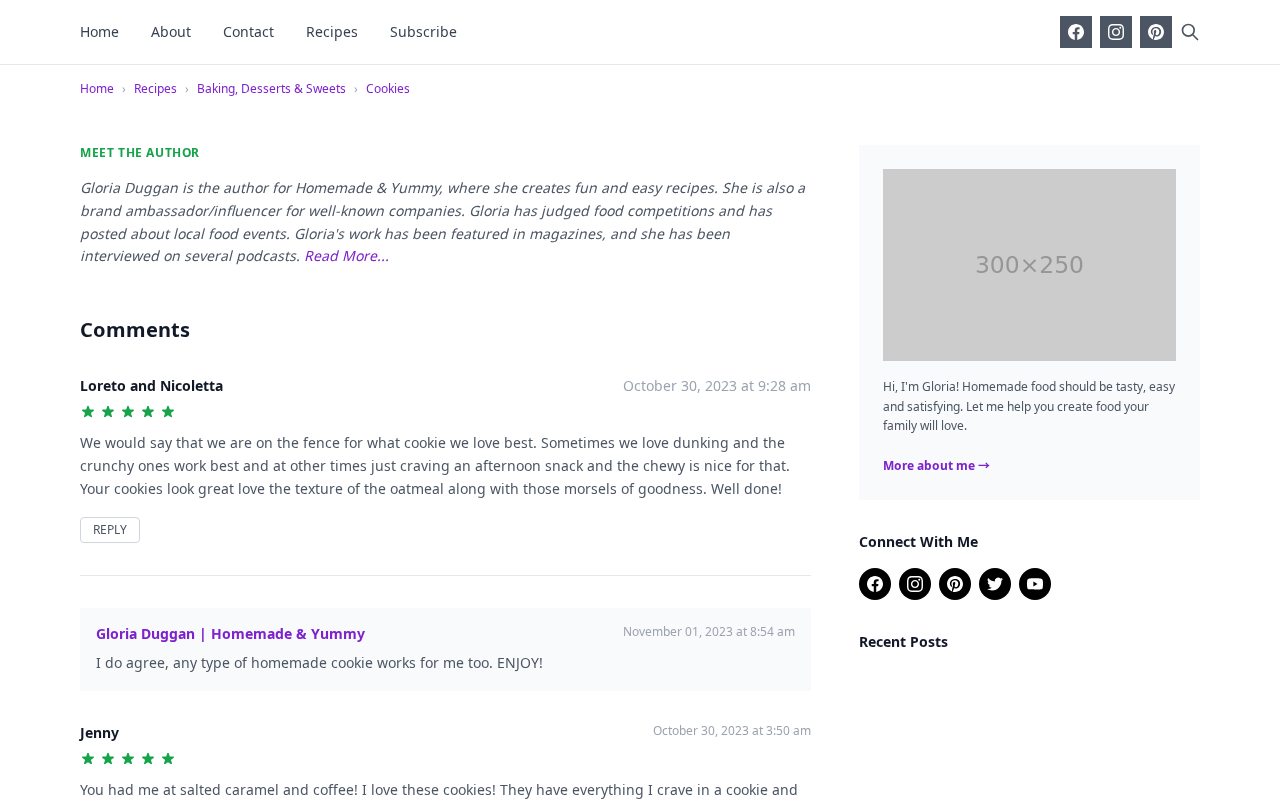 Home About Contact Recipes Subscribe
Home › Recipes › Baking, Desserts & Sweets › Cookies
MEET THE AUTHOR
Gloria Duggan is the author for Homemade & Yummy, where she creates fun and easy recipes. She is also a
brand ambassador/influencer for well-known companies. Gloria has judged food competitions and has
posted about local food events. Gloria's work has been featured in magazines, and she has been
interviewed on several podcasts. Read More...
Comments
Loreto and Nicoletta October 30, 2023 at 9:28 am
We would say that we are on the fence for what cookie we love best. Sometimes we love dunking and the
crunchy ones work best and at other times just craving an afternoon snack and the chewy is nice for that.
Your cookies look great love the texture of the oatmeal along with those morsels of goodness. Well done!
REPLY
Gloria Duggan | Homemade & Yummy November 01, 2023 at 8:54 am
I do agree, any type of homemade cookie works for me too. ENJOY!
Jenny October 30, 2023 at 3:50 am
You had me at salted caramel and coffee! I love these cookies! They have everything I crave in a cookie and
300×250
Hi, I'm Gloria! Homemade food should be tasty, easy
and satisfying. Let me help you create food your
family will love.
More about me →
Connect With Me
Recent Posts